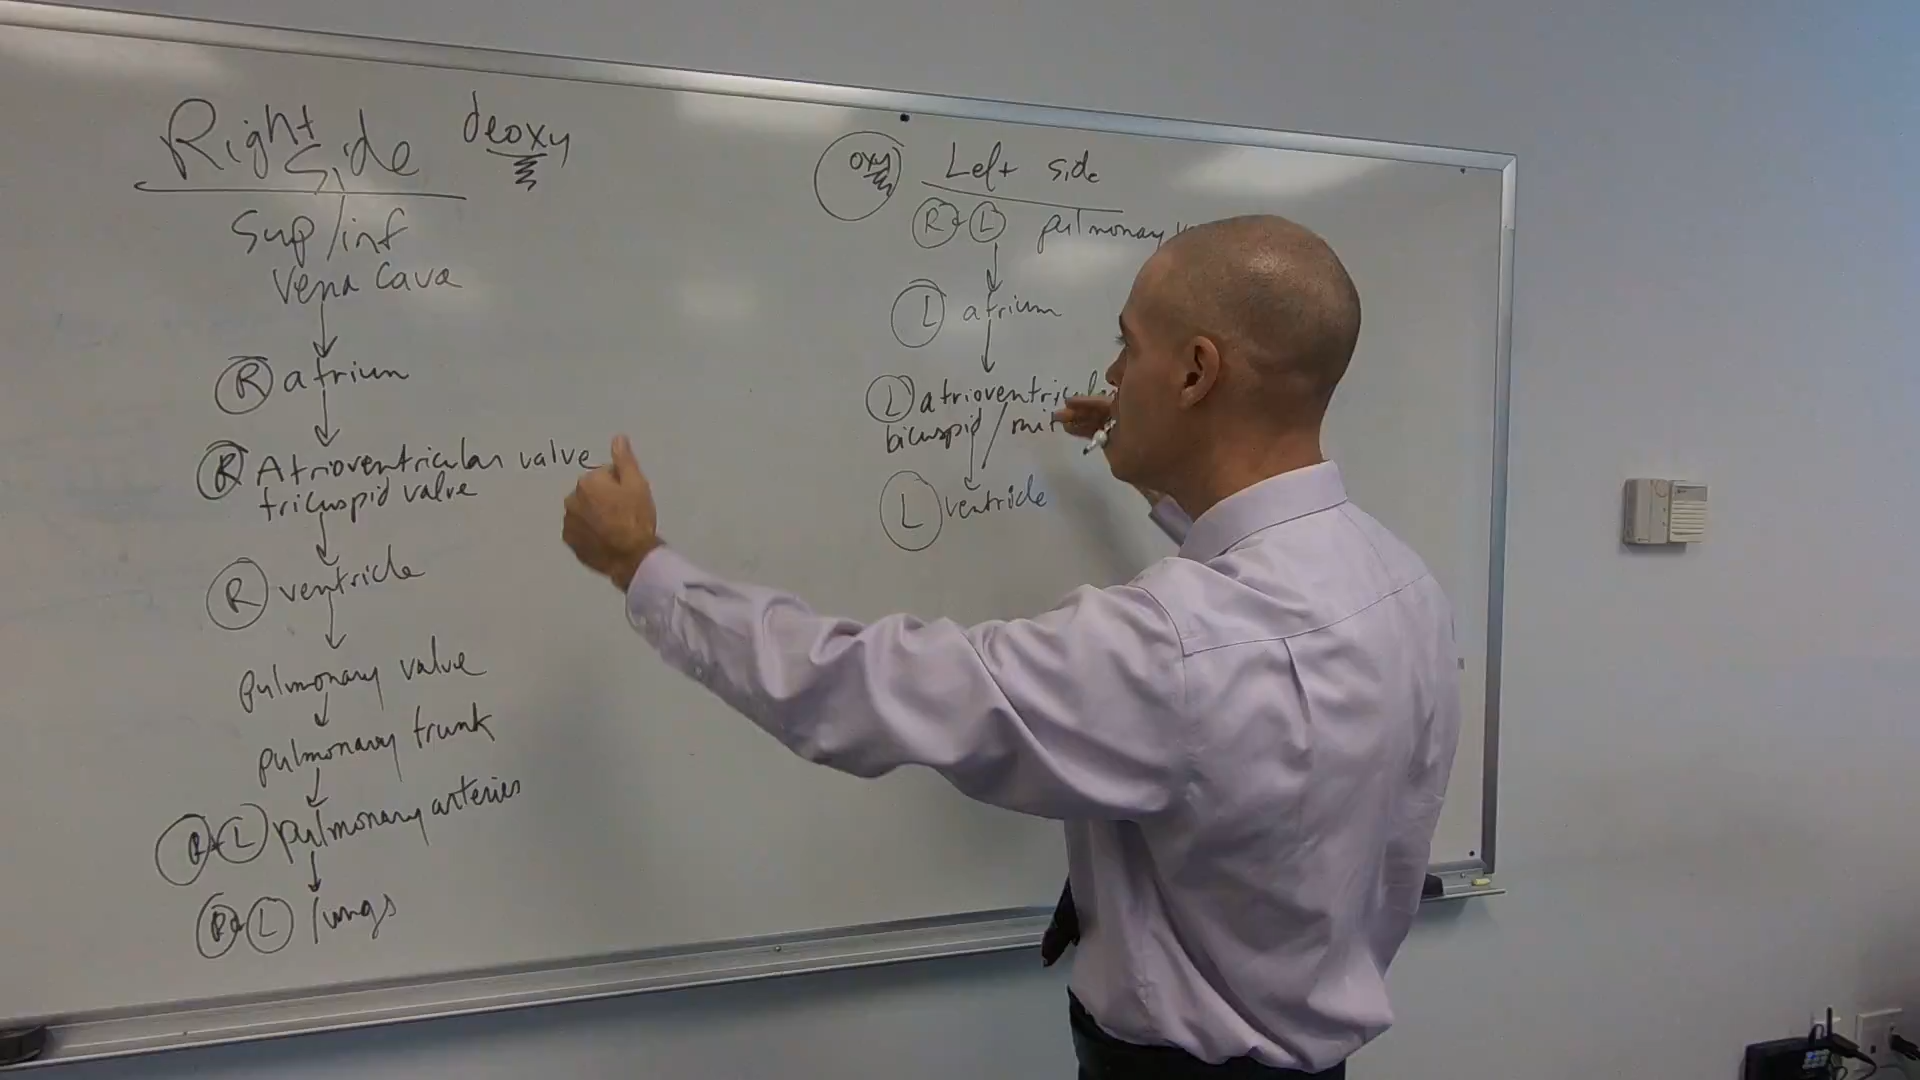 Right Side deoxy
Sup/inf
Vena Cava
R atrium
R Atrioventricular valve
tricuspid valve
R ventricle
pulmonary valve
pulmonary trunk
R+L pulmonary arteries
R+L lungs
oxy Left side
R+L pulmonary
L atrium
L atrioventricular
bicuspid/mit
L ventricle